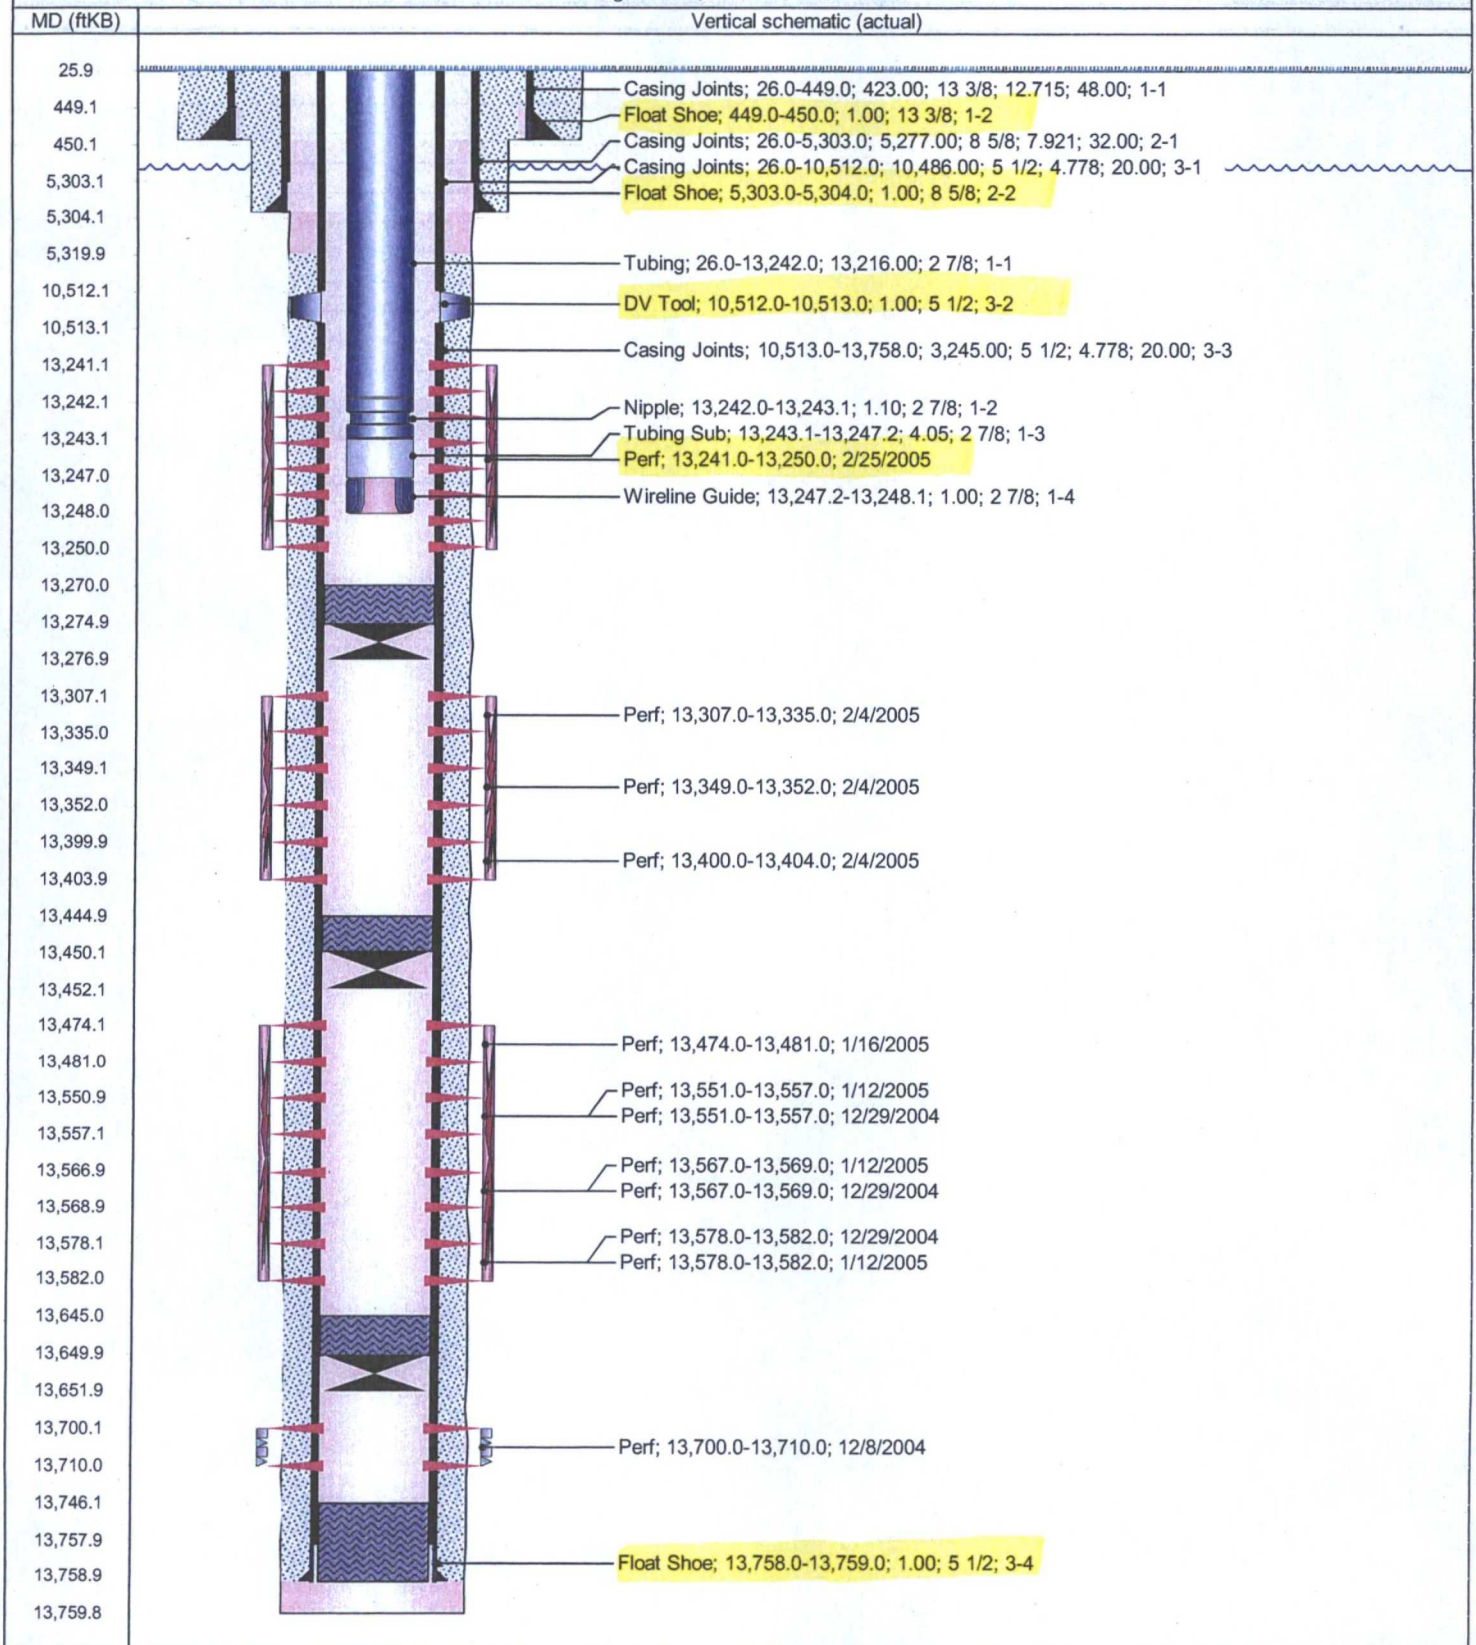 MD (ftKB)
Vertical schematic (actual)
25.9
449.1
450.1
5,303.1
5,304.1
5,319.9
10,512.1
10,513.1
13,241.1
13,242.1
13,243.1
13,247.0
13,248.0
13,250.0
13,270.0
13,274.9
13,276.9
13,307.1
13,335.0
13,349.1
13,352.0
13,399.9
13,403.9
13,444.9
13,450.1
13,452.1
13,474.1
13,481.0
13,550.9
13,557.1
13,566.9
13,568.9
13,578.1
13,582.0
13,645.0
13,649.9
13,651.9
13,700.1
13,710.0
13,746.1
13,757.9
13,758.9
13,759.8
Casing Joints; 26.0-449.0; 423.00; 13 3/8; 12.715; 48.00; 1-1
Float Shoe; 449.0-450.0; 1.00; 13 3/8; 1-2
Casing Joints; 26.0-5,303.0; 5,277.00; 8 5/8; 7.921; 32.00; 2-1
Casing Joints; 26.0-10,512.0; 10,486.00; 5 1/2; 4.778; 20.00; 3-1
Float Shoe; 5,303.0-5,304.0; 1.00; 8 5/8; 2-2
Tubing; 26.0-13,242.0; 13,216.00; 2 7/8; 1-1
DV Tool; 10,512.0-10,513.0; 1.00; 5 1/2; 3-2
Casing Joints; 10,513.0-13,758.0; 3,245.00; 5 1/2; 4.778; 20.00; 3-3
Nipple; 13,242.0-13,243.1; 1.10; 2 7/8; 1-2
Tubing Sub; 13,243.1-13,247.2; 4.05; 2 7/8; 1-3
Perf; 13,241.0-13,250.0; 2/25/2005
Wireline Guide; 13,247.2-13,248.1; 1.00; 2 7/8; 1-4
Perf; 13,307.0-13,335.0; 2/4/2005
Perf; 13,349.0-13,352.0; 2/4/2005
Perf; 13,400.0-13,404.0; 2/4/2005
Perf; 13,474.0-13,481.0; 1/16/2005
Perf; 13,551.0-13,557.0; 1/12/2005
Perf; 13,551.0-13,557.0; 12/29/2004
Perf; 13,567.0-13,569.0; 1/12/2005
Perf; 13,567.0-13,569.0; 12/29/2004
Perf; 13,578.0-13,582.0; 12/29/2004
Perf; 13,578.0-13,582.0; 1/12/2005
Perf; 13,700.0-13,710.0; 12/8/2004
Float Shoe; 13,758.0-13,759.0; 1.00; 5 1/2; 3-4